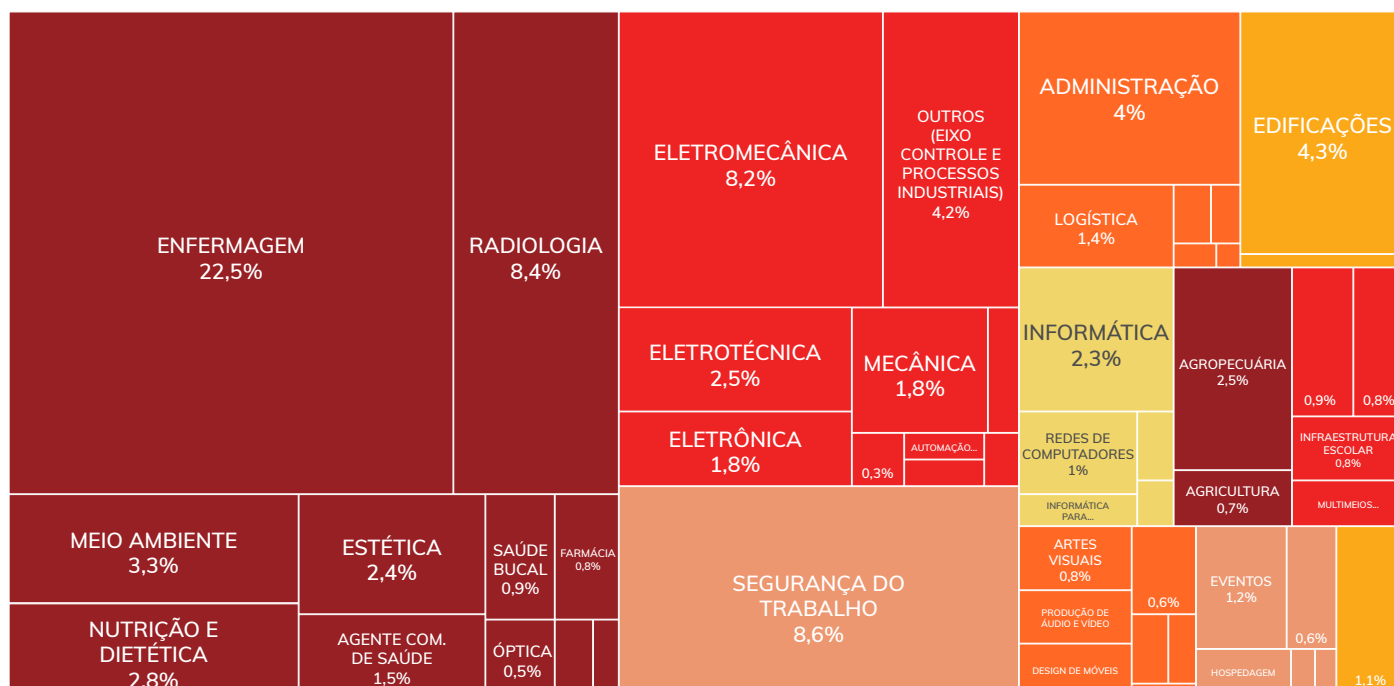 ENFERMAGEM
22,5%
RADIOLOGIA
8,4%
MEIO AMBIENTE
3,3%
NUTRIÇÃO E
DIETÉTICA
2,8%
ESTÉTICA
2,4%
AGENTE COM.
DE SAÚDE
1,5%
SAÚDE
BUCAL
0,9%
FARMÁCIA
0,8%
ÓPTICA
0,5%
ELETROMECÂNICA
8,2%
OUTROS
(EIXO
CONTROLE E
PROCESSOS
INDUSTRIAIS)
4,2%
ELETROTÉCNICA
2,5%
MECÂNICA
1,8%
ELETRÔNICA
1,8%
0,3%
AUTOMAÇÃO...
SEGURANÇA DO
TRABALHO
8,6%
ADMINISTRAÇÃO
4%
LOGÍSTICA
1,4%
EDIFICAÇÕES
4,3%
INFORMÁTICA
2,3%
REDES DE
COMPUTADORES
1%
INFORMÁTICA
PARA...
AGROPECUÁRIA
2,5%
AGRICULTURA
0,7%
0,9%
0,8%
INFRAESTRUTURA
ESCOLAR
0,8%
MULTIMEIOS...
ARTES
VISUAIS
0,8%
PRODUÇÃO DE
ÁUDIO E VÍDEO
DESIGN DE MÓVEIS
0,6%
EVENTOS
1,2%
0,6%
HOSPEDAGEM
1,1%